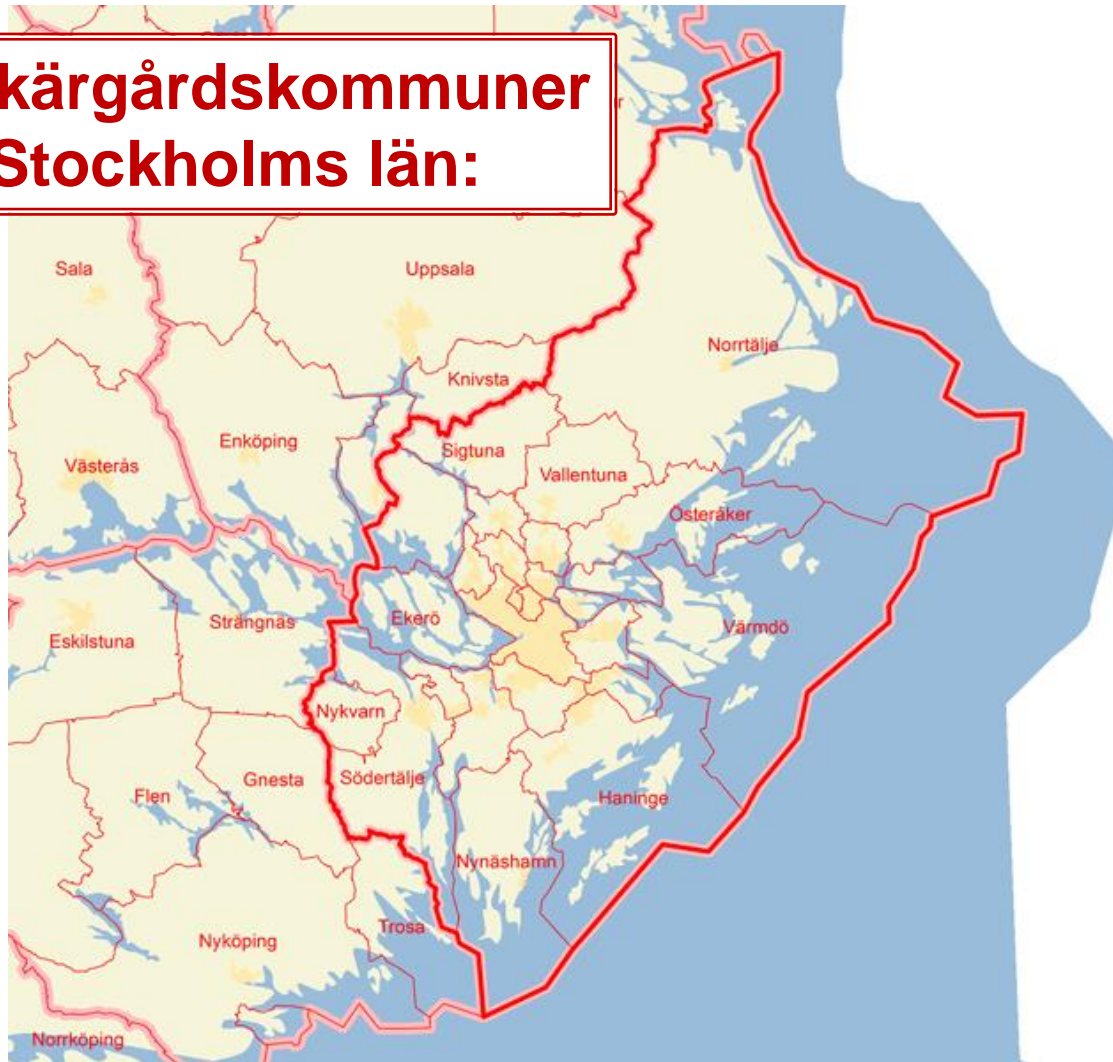 kärgårdskommuner
Stockholms län:
Sala
Uppsala
Norrtälje
Knivsta
Enköping
Sigtuna
Västerås
Vallentuna
Österåker
Ekerö
Strängnäs
Värmdö
Eskilstuna
Nykvarn
Gnesta
Södertälje
Flen
Haninge
Nynäshamn
Trosa
Nyköping
Norrköping